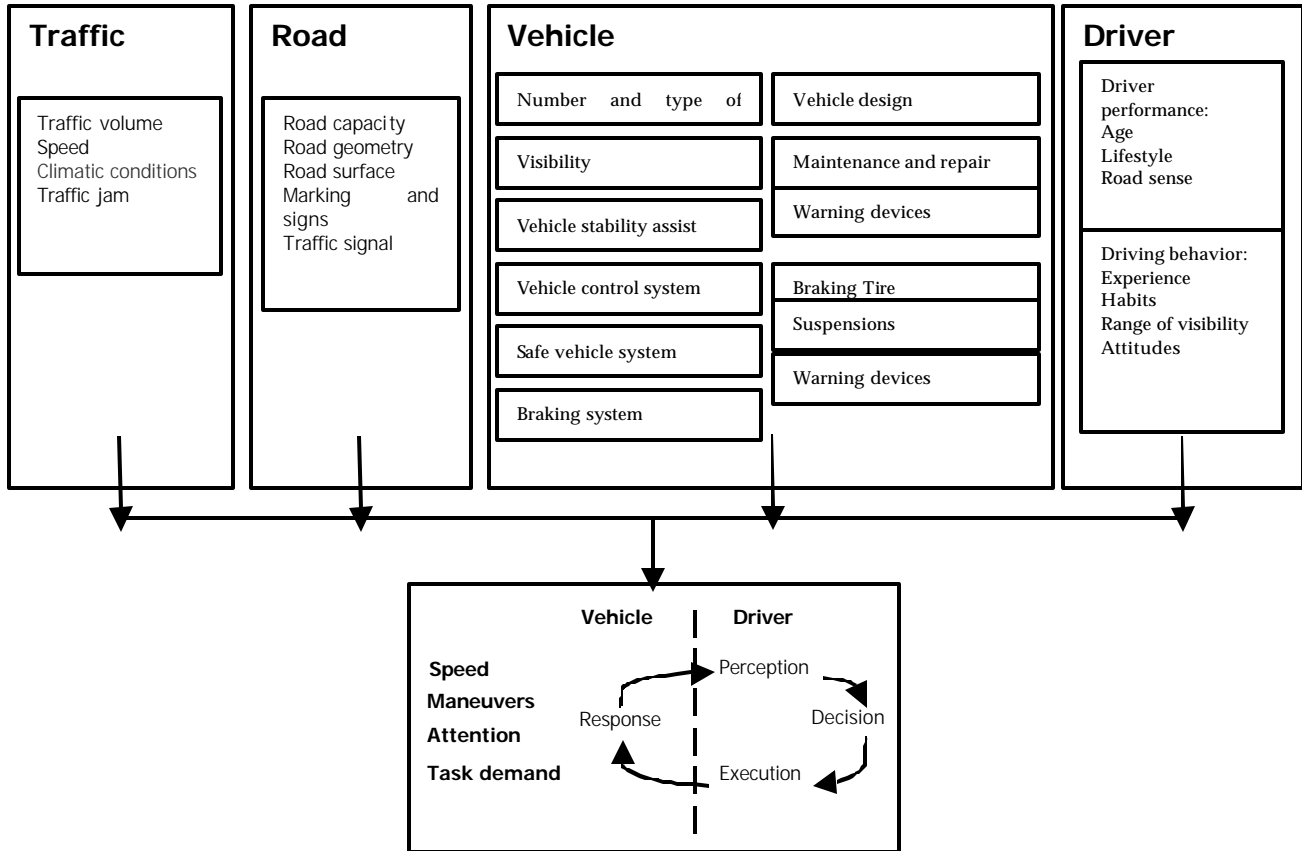 Traffic
Traffic volume
Speed
Climatic conditions
Traffic jam
Road
Road capacity
Road geometry
Road surface
Marking and
signs
Traffic signal
Vehicle
Number and type of
Visibility
Vehicle stability assist
Vehicle control system
Safe vehicle system
Braking system
Vehicle design
Maintenance and repair
Warning devices
Braking Tire
Suspensions
Warning devices
Driver
Driver
performance:
Age
Lifestyle
Road sense
Driving behavior:
Experience
Habits
Range of visibility
Attitudes
Vehicle
Driver
Speed
Maneuvers
Attention
Task demand
Perception
Response
Decision
Execution